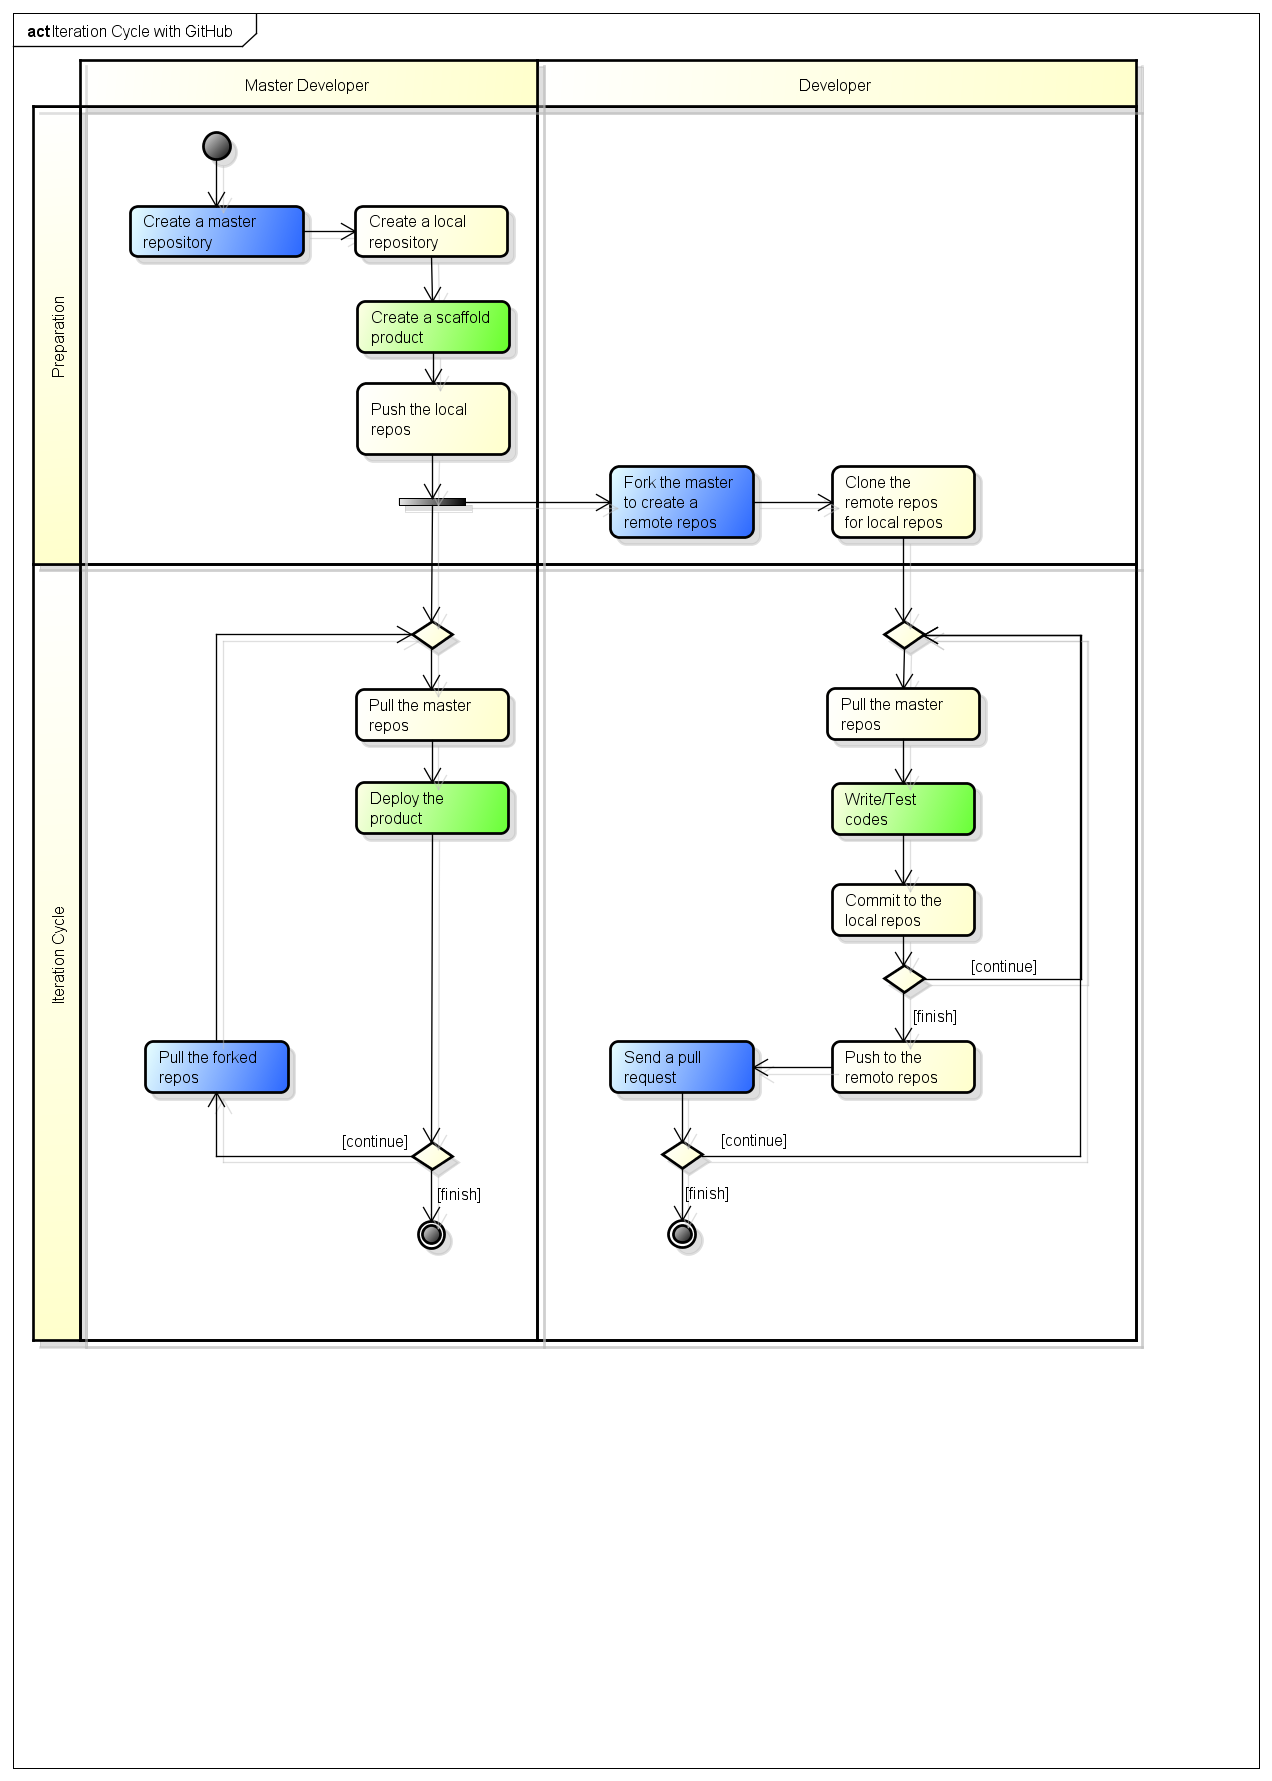 act Iteration Cycle with GitHub
Master Developer
Developer
Preparation
Create a master
repository
Create a local
repository
Create a scaffold
product
Push the local
repos
Fork the master
to create a
remote repos
Clone the
remote repos
for local repos
Iteration Cycle
Pull the master
repos
Deploy the
product
Pull the forked
repos
[continue]
[finish]
Pull the master
repos
Write/Test
codes
Commit to the
local repos
[continue]
[finish]
Push to the
remoto repos
Send a pull
request
[continue]
[finish]